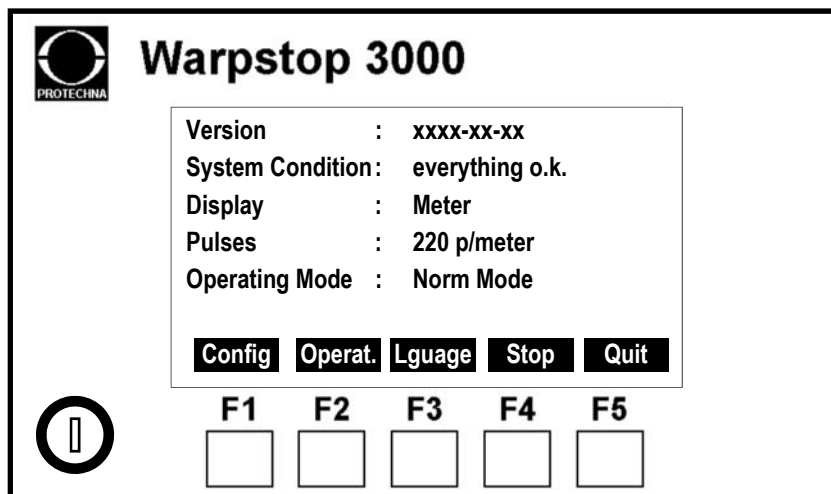 PROTECHNA
Warpstop 3000
Version : xxxx-xx-xx
System Condition : everything o.k.
Display : Meter
Pulses : 220 p/meter
Operating Mode : Norm Mode
Config Operat. Lguage Stop Quit
F1 F2 F3 F4 F5